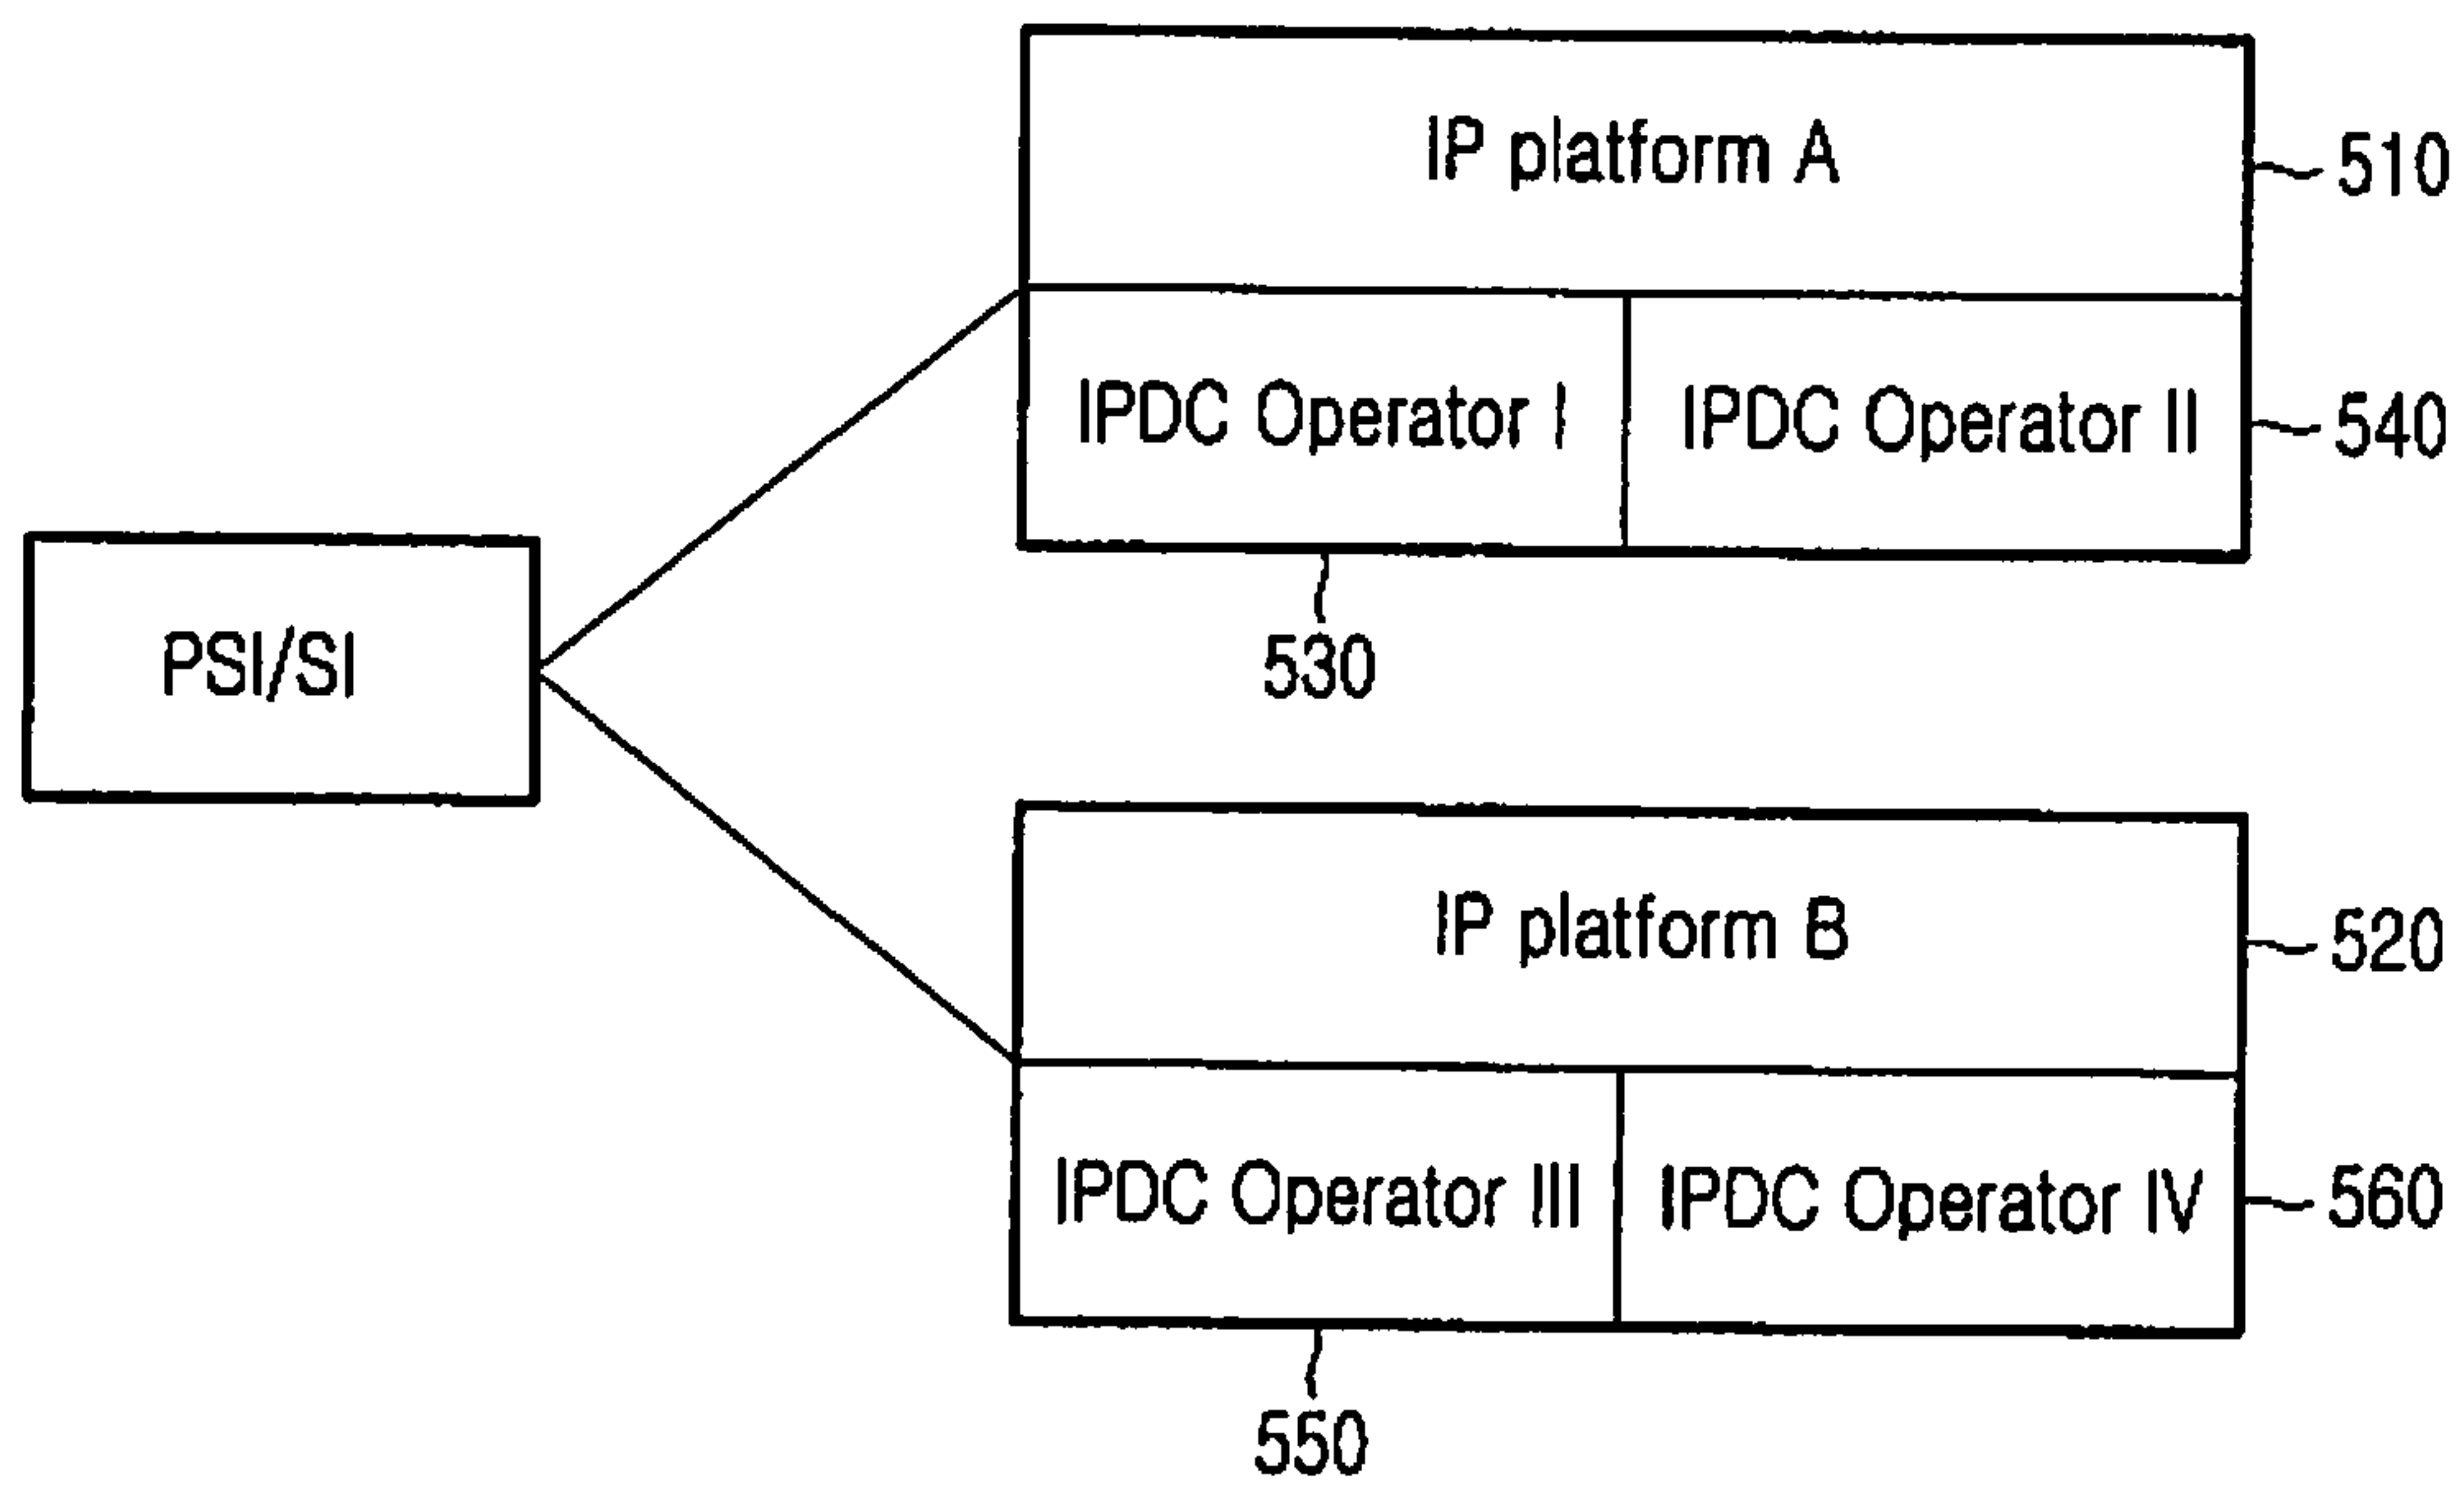 IP platform A
510
IPDC Operator I
IPDC Operator II
540
530
PSI/SI
IP platform B
520
IPDC Operator III
IPDC Operator IV
560
550